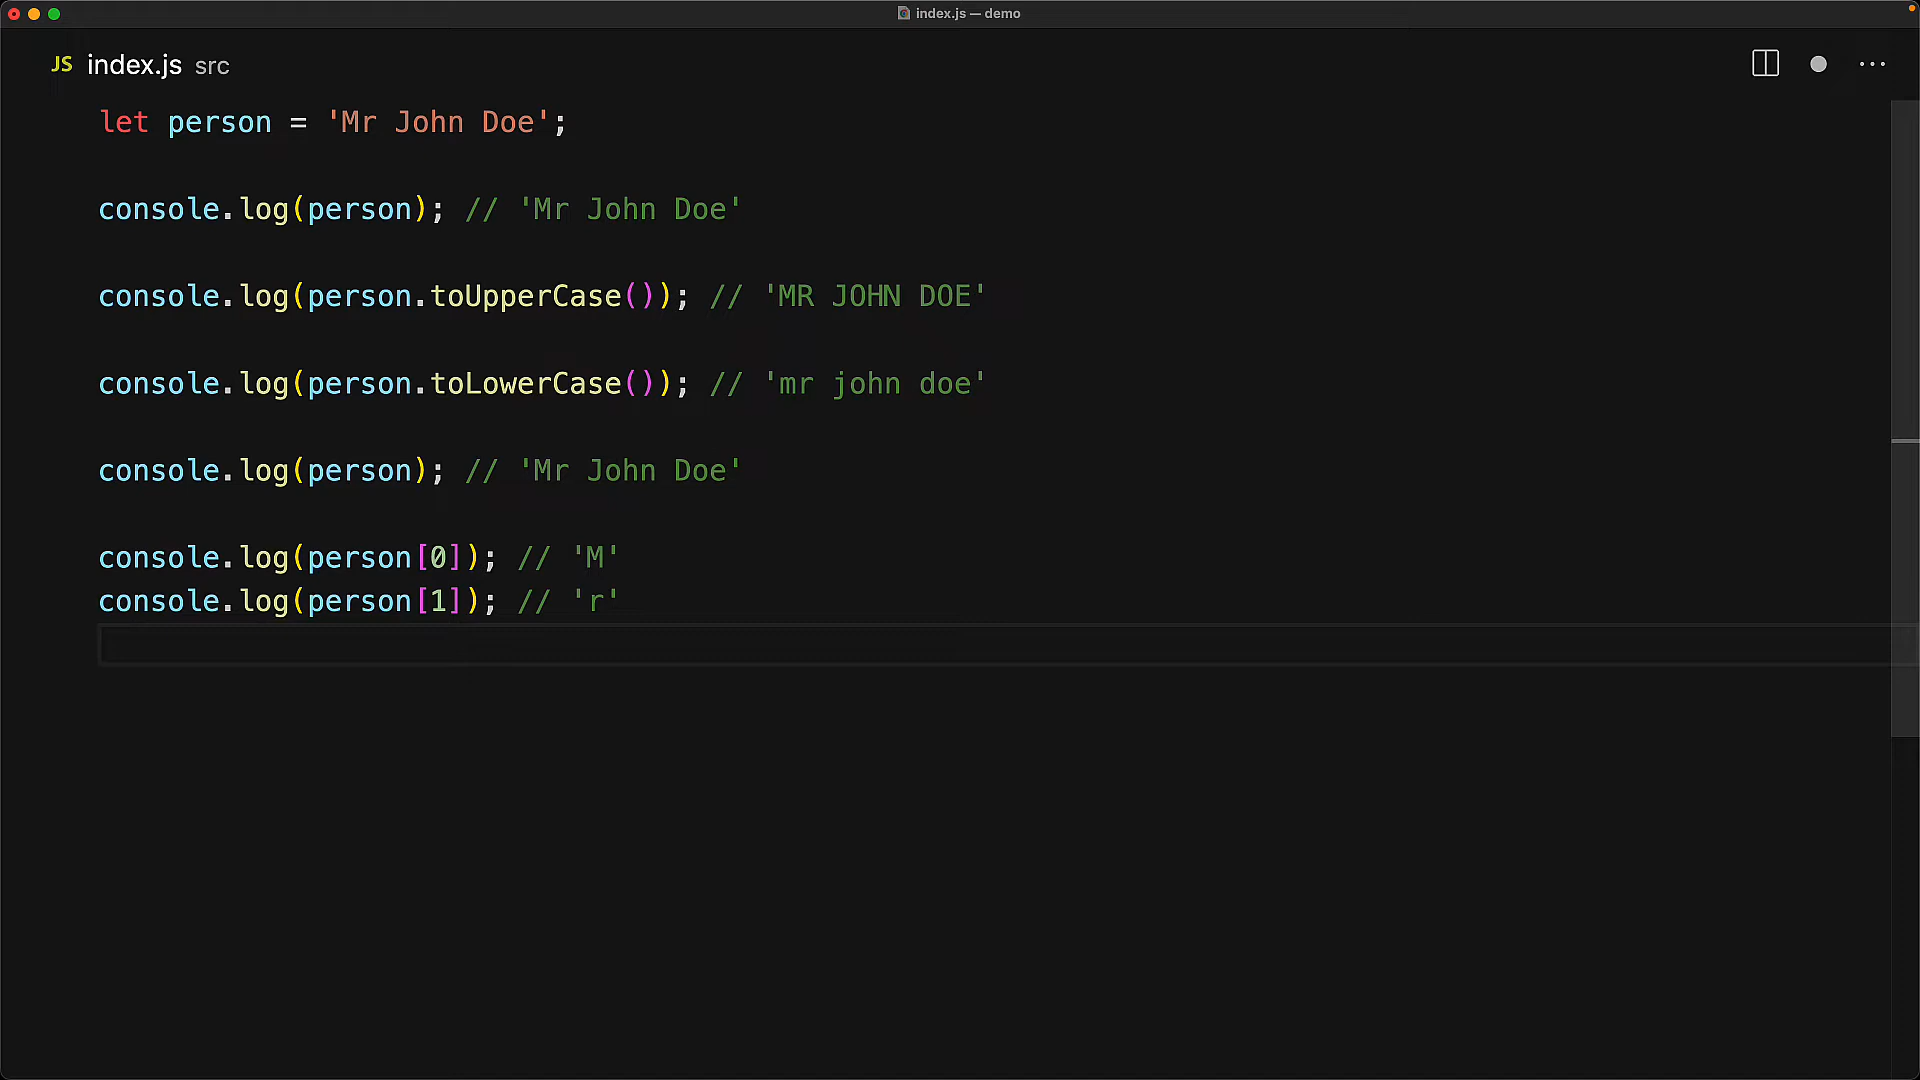 index.js — demo
JS index.js src
let person = 'Mr John Doe';
console.log(person); // 'Mr John Doe'
console.log(person.toUpperCase()); // 'MR JOHN DOE'
console.log(person.toLowerCase()); // 'mr john doe'
console.log(person); // 'Mr John Doe'
console.log(person[0]); // 'M'
console.log(person[1]); // 'r'